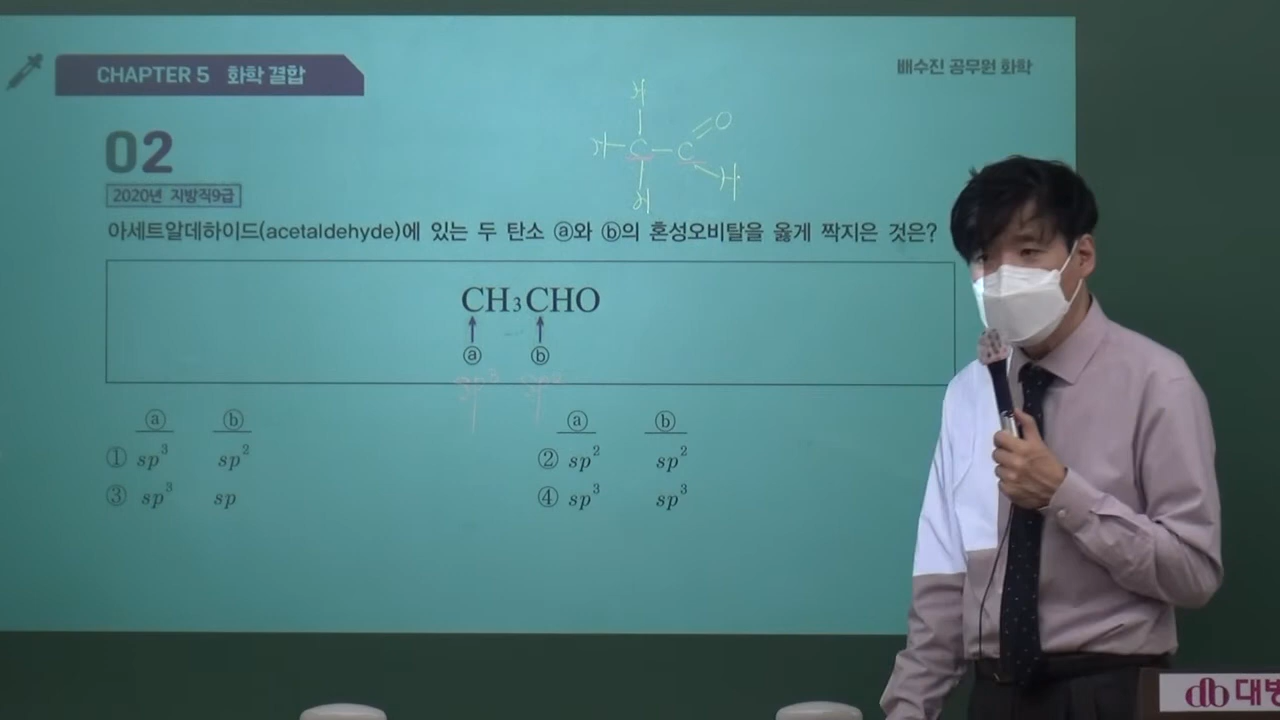 CHAPTER 5 화학 결합
배수진 공무원 화학
H
O
H-C-C
H
H
02
2020년 지방직9급
아세트알데하이드(acetaldehyde)에 있는 두 탄소 ⓐ와 ⓑ의 혼성오비탈을 옳게 짝지은 것은?
CH₃CHO
ⓐ ⓑ
sp³ sp²
ⓐ ⓑ ⓐ ⓑ
① sp³ sp² ② sp² sp²
③ sp³ sp ④ sp³ sp³